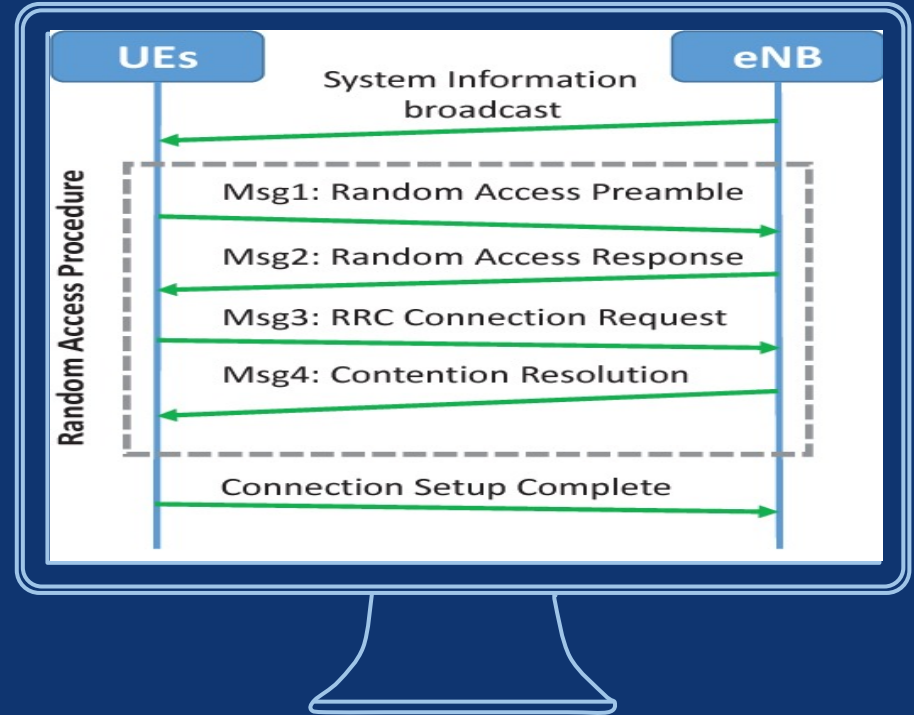 UEs
eNB
System Information
broadcast
Random Access Procedure
Msg1: Random Access Preamble
Msg2: Random Access Response
Msg3: RRC Connection Request
Msg4: Contention Resolution
Connection Setup Complete